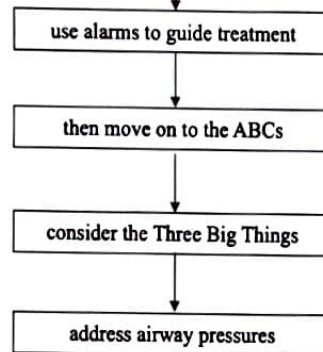 use alarms to guide treatment
then move on to the ABCs
consider the Three Big Things
address airway pressures